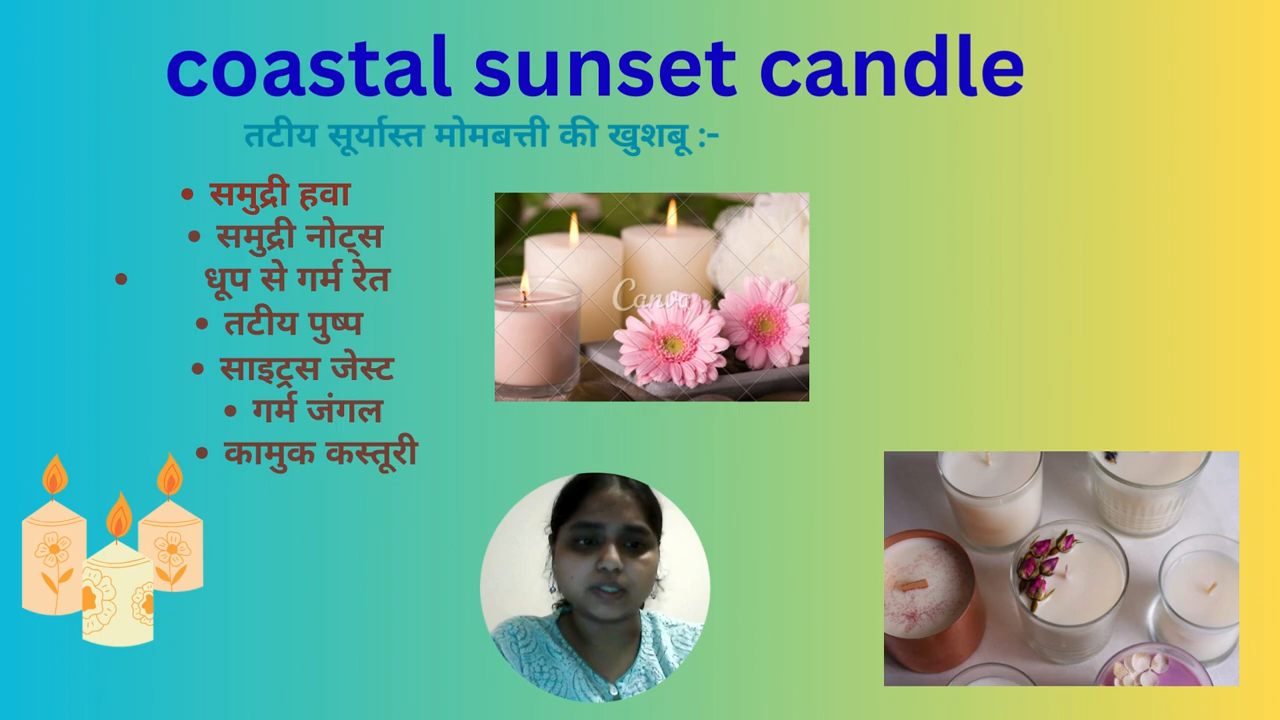 coastal sunset candle
तटीय सूर्यास्त मोमबत्ती की खुशबू :-
• समुद्री हवा
• समुद्री नोट्स
• धूप से गर्म रेत
• तटीय पुष्प
• साइट्रस जेस्ट
• गर्म जंगल
• कामुक कस्तूरी
Canva